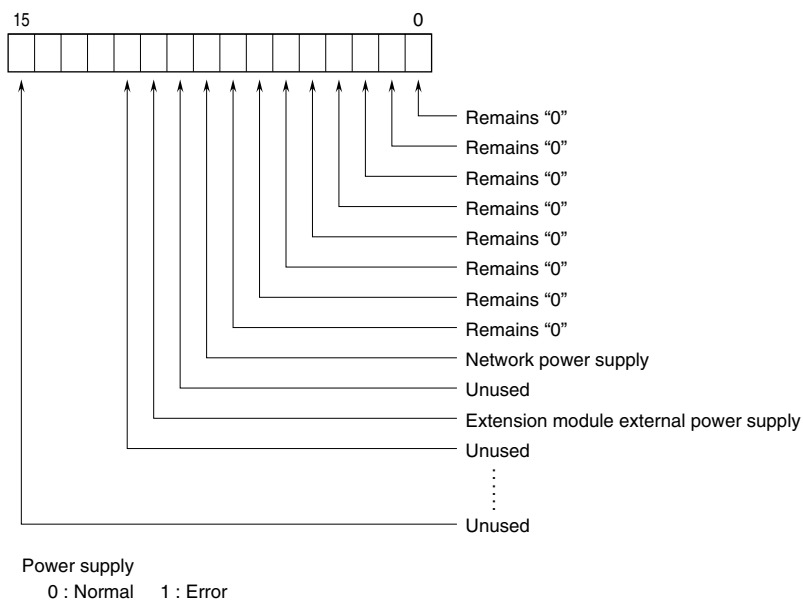 15 0
Remains “0”
Remains “0”
Remains “0”
Remains “0”
Remains “0”
Remains “0”
Remains “0”
Remains “0”
Network power supply
Unused
Extension module external power supply
Unused
Unused
Power supply
0 : Normal 1 : Error